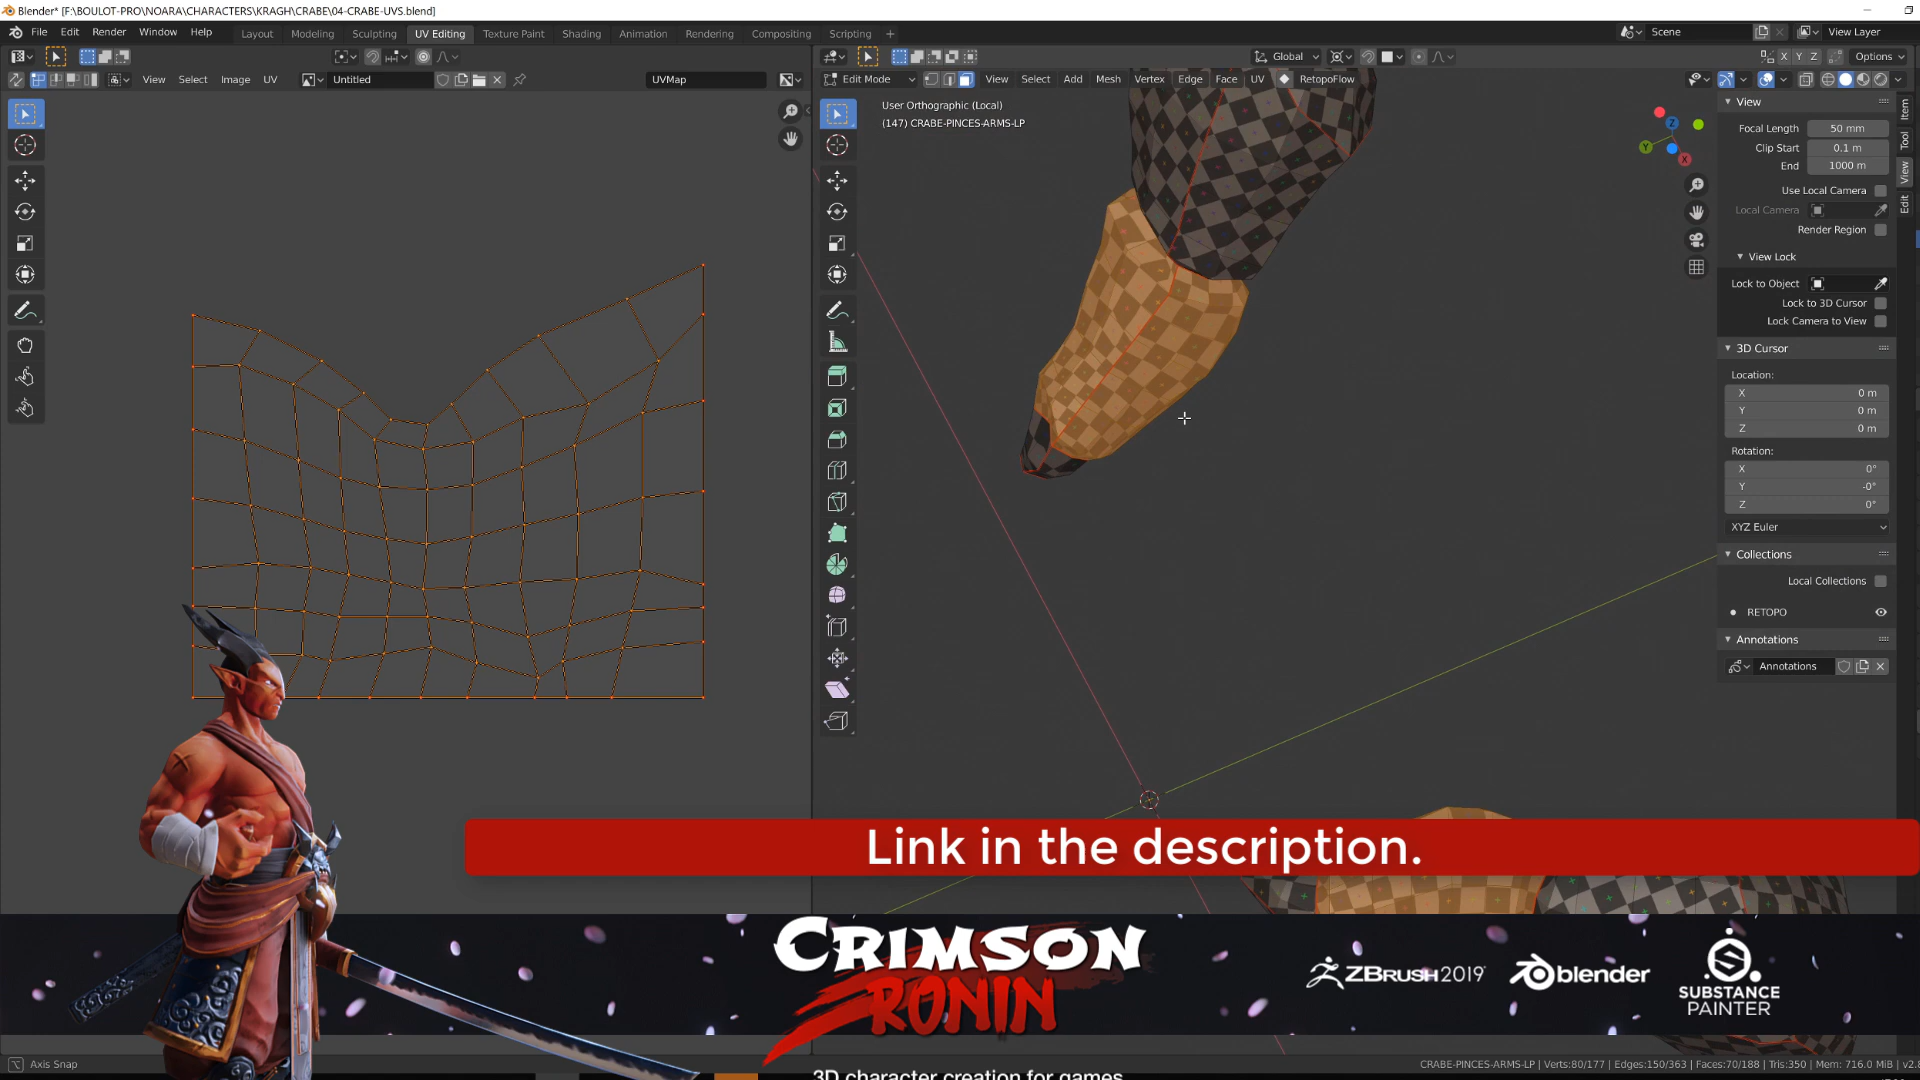 Blender* [F:\BOULOT-PRO\NOARA\CHARACTERS\KRAGH\CRABE\04-CRABE-UVS.blend]
File Edit Render Window Help Layout Modeling Sculpting UV Editing Texture Paint Shading Animation Rendering Compositing Scripting + Scene View Layer
Global X Y Z Options
View Select Image UV Untitled UVMap Edit Mode View Select Add Mesh Vertex Edge Face UV RetopoFlow
User Orthographic (Local)
(147) CRABE-PINCES-ARMS-LP
Z
Y
X
View
Focal Length 50 mm
Clip Start 0.1 m
End 1000 m
Use Local Camera
Local Camera
Render Region
View Lock
Lock to Object
Lock to 3D Cursor
Lock Camera to View
3D Cursor
Location:
X 0 m
Y 0 m
Z 0 m
Rotation:
X 0°
Y -0°
Z 0°
XYZ Euler
Collections
Local Collections
RETOPO
Annotations
Annotations
Item
Tool
View
Edit
Link in the description.
CRIMSON
RONIN
ZBRUSH2019
blender
SUBSTANCE
PAINTER
Axis Snap
CRABE-PINCES-ARMS-LP | Verts:80/177 | Edges:150/363 | Faces:70/188 | Tris:350 | Mem: 716.0 MiB | v2.8
3D character creation for games